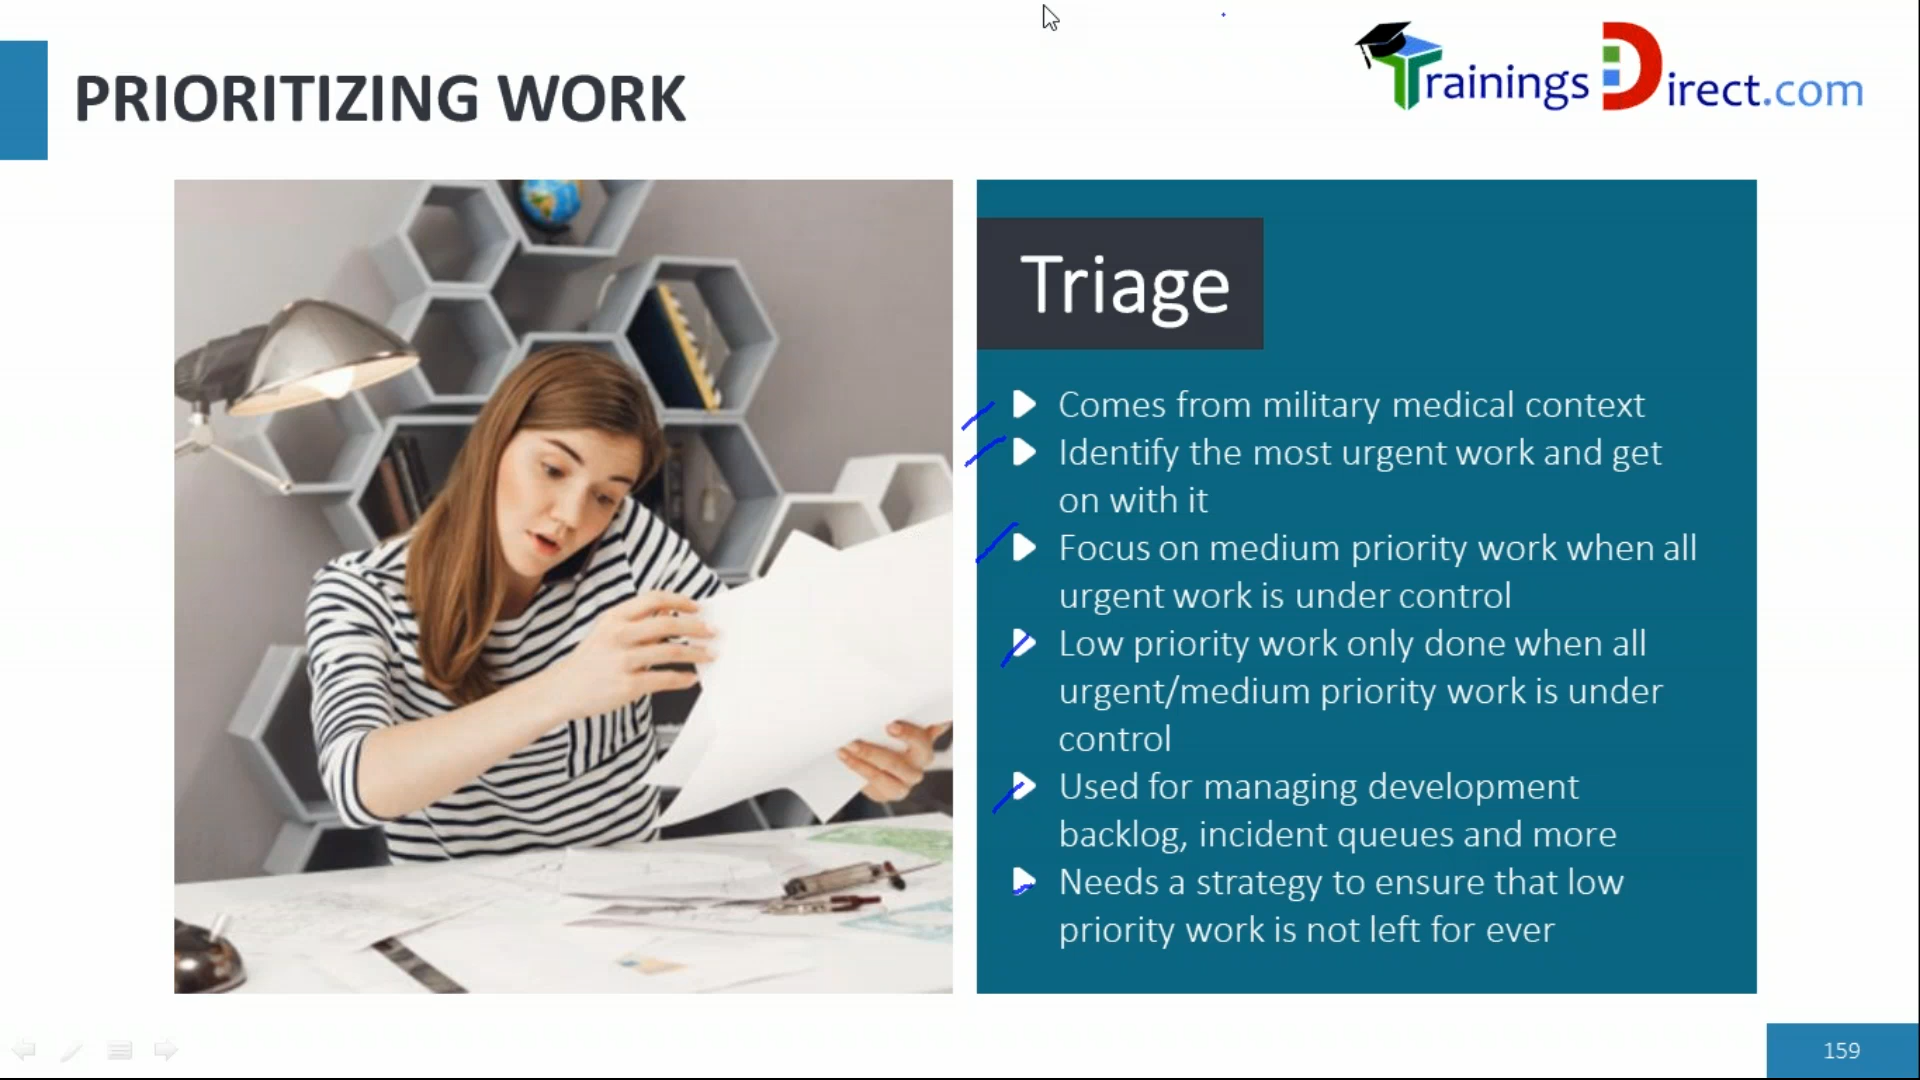 PRIORITIZING WORK
TrainingsDirect.com
Triage
Comes from military medical context
Identify the most urgent work and get
on with it
Focus on medium priority work when all
urgent work is under control
Low priority work only done when all
urgent/medium priority work is under
control
Used for managing development
backlog, incident queues and more
Needs a strategy to ensure that low
priority work is not left for ever
159